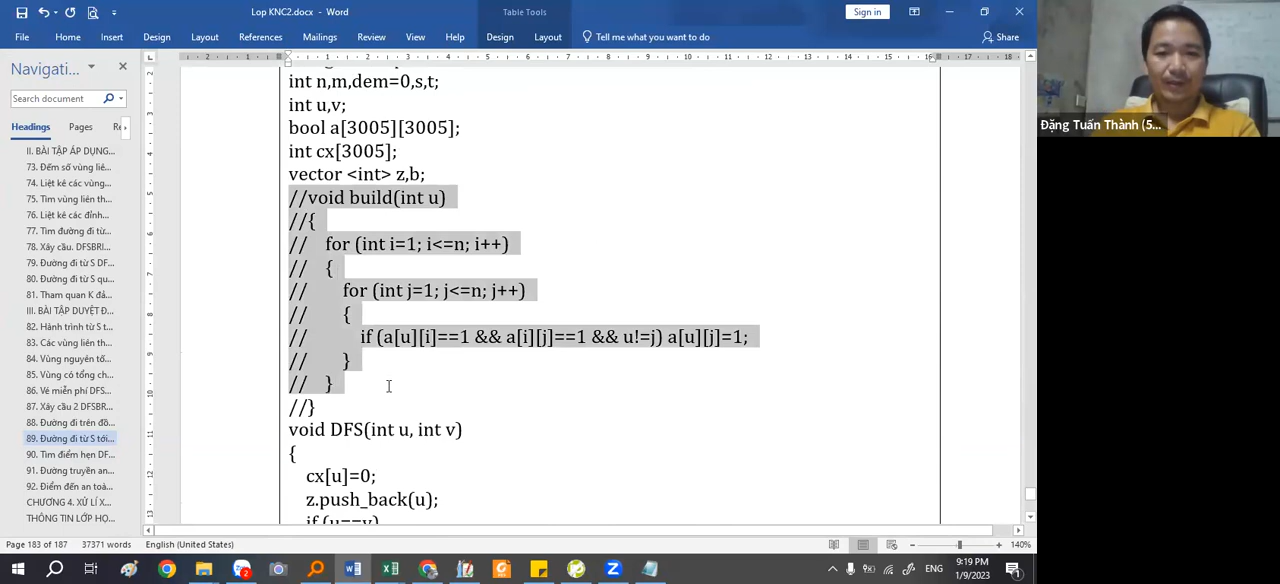 Lop KNC2.docx - Word
Table Tools
Sign in
File
Home
Insert
Design
Layout
References
Mailings
Review
View
Help
Design
Layout
Tell me what you want to do
Share
Navigati...
Search document
Headings
Pages
II. BÀI TẬP ÁP DỤNG...
73. Đếm số vùng liê...
74. Liệt kê các vùng...
75. Tìm vùng liên th...
76. Liệt kê các đỉnh...
77. Tìm đường đi từ...
78. Xây cầu. DFSBRI...
79. Đường đi từ S DF...
80. Đường đi từ S qu...
81. Tham quan K đả...
III. BÀI TẬP DUYỆT Đ...
82. Hành trình từ S t...
83. Các vùng liên th...
84. Vùng nguyên tố...
85. Vùng có tổng ch...
86. Vé miễn phí DFS...
87. Xây cầu 2 DFSBR...
88. Đường đi trên đồ...
89. Đường đi từ S tới...
90. Tìm điểm hẹn DF...
91. Đường truyền an...
92. Điểm đến an toà...
CHƯƠNG 4. XỬ LÍ X...
THÔNG TIN LỚP HỌ...
int n,m,dem=0,s,t;
int u,v;
bool a[3005][3005];
int cx[3005];
vector <int> z,b;
//void build(int u)
//{
// for (int i=1; i<=n; i++)
// {
// for (int j=1; j<=n; j++)
// {
// if (a[u][i]==1 && a[i][j]==1 && u!=j) a[u][j]=1;
// }
// }
//}
void DFS(int u, int v)
{
cx[u]=0;
z.push_back(u);
if (u==v)
Đặng Tuấn Thành (5...
Page 183 of 187
37371 words
English (United States)
140%
ENG
9:19 PM
1/9/2023